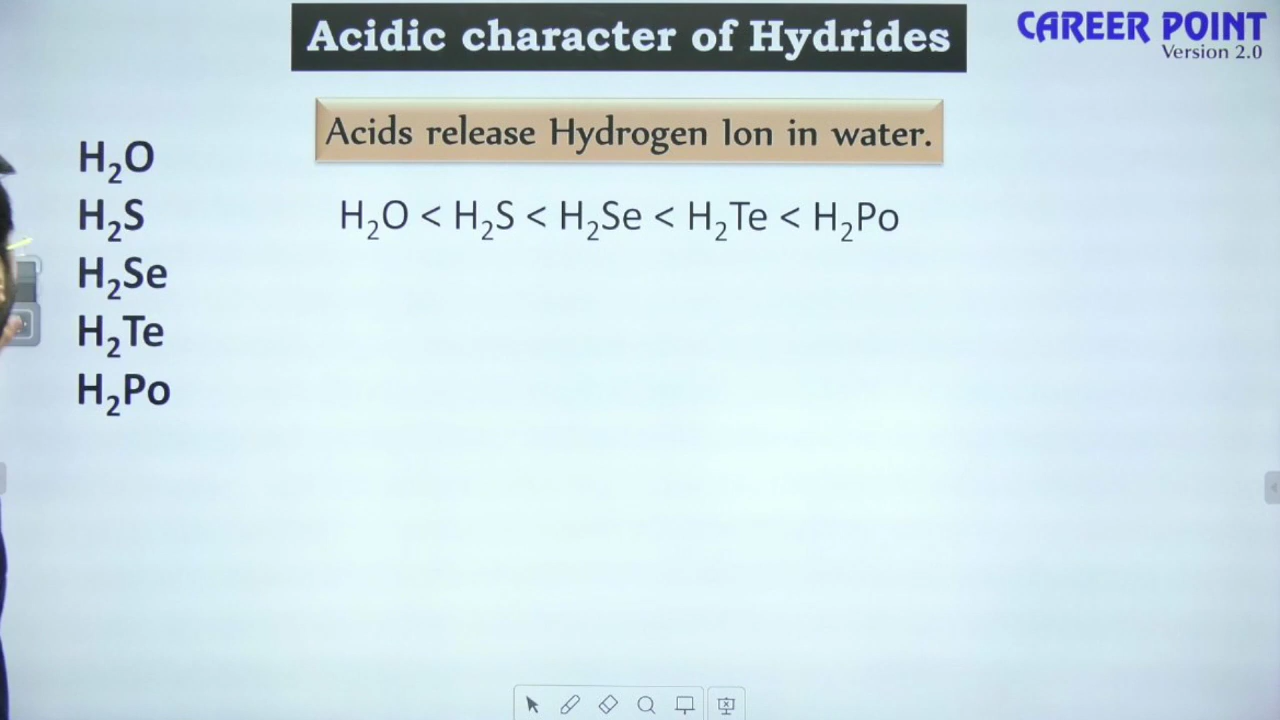 Acidic character of Hydrides
CAREER POINT
Version 2.0
Acids release Hydrogen Ion in water.
H₂O
H₂S
H₂Se
H₂Te
H₂Po
H₂O < H₂S < H₂Se < H₂Te < H₂Po